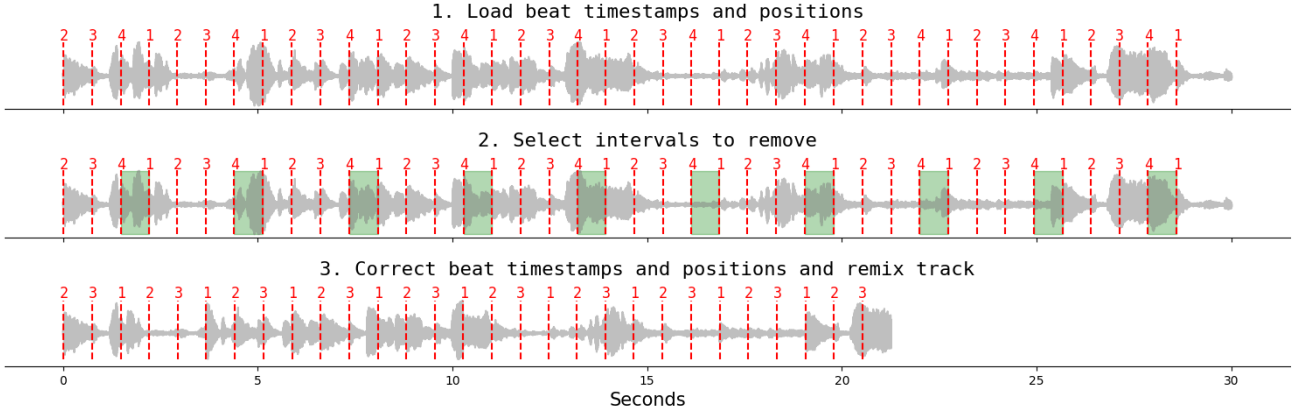 1. Load beat timestamps and positions
2 3 4 1 2 3 4 1 2 3 4 1 2 3 4 1 2 3 4 1 2 3 4 1 2 3 4 1 2 3 4 1 2 3 4 1 2 3 4 1
2. Select intervals to remove
2 3 4 1 2 3 4 1 2 3 4 1 2 3 4 1 2 3 4 1 2 3 4 1 2 3 4 1 2 3 4 1 2 3 4 1 2 3 4 1
3. Correct beat timestamps and positions and remix track
2 3 1 2 3 1 2 3 1 2 3 1 2 3 1 2 3 1 2 3 1 2 3 1 2 3 1 2 3
0 5 10 15 20 25 30
Seconds